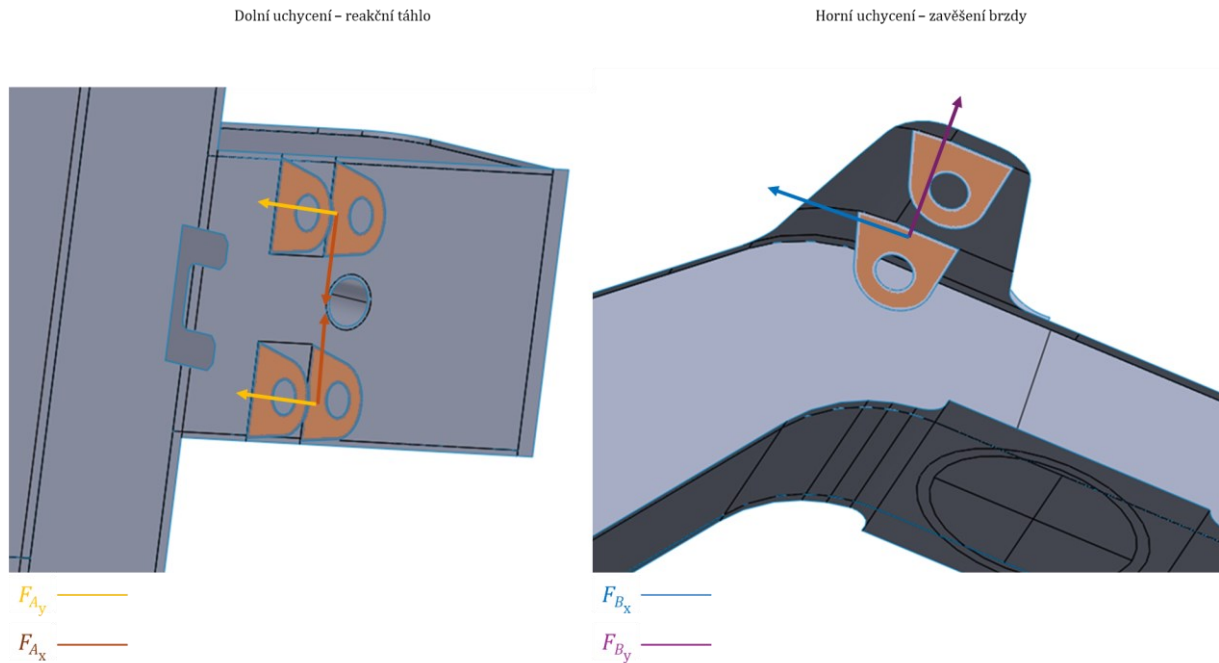 Dolní uchycení – reakční táhlo
Horní uchycení – zavěšení brzdy
F_{A_y}
F_{A_x}
F_{B_x}
F_{B_y}